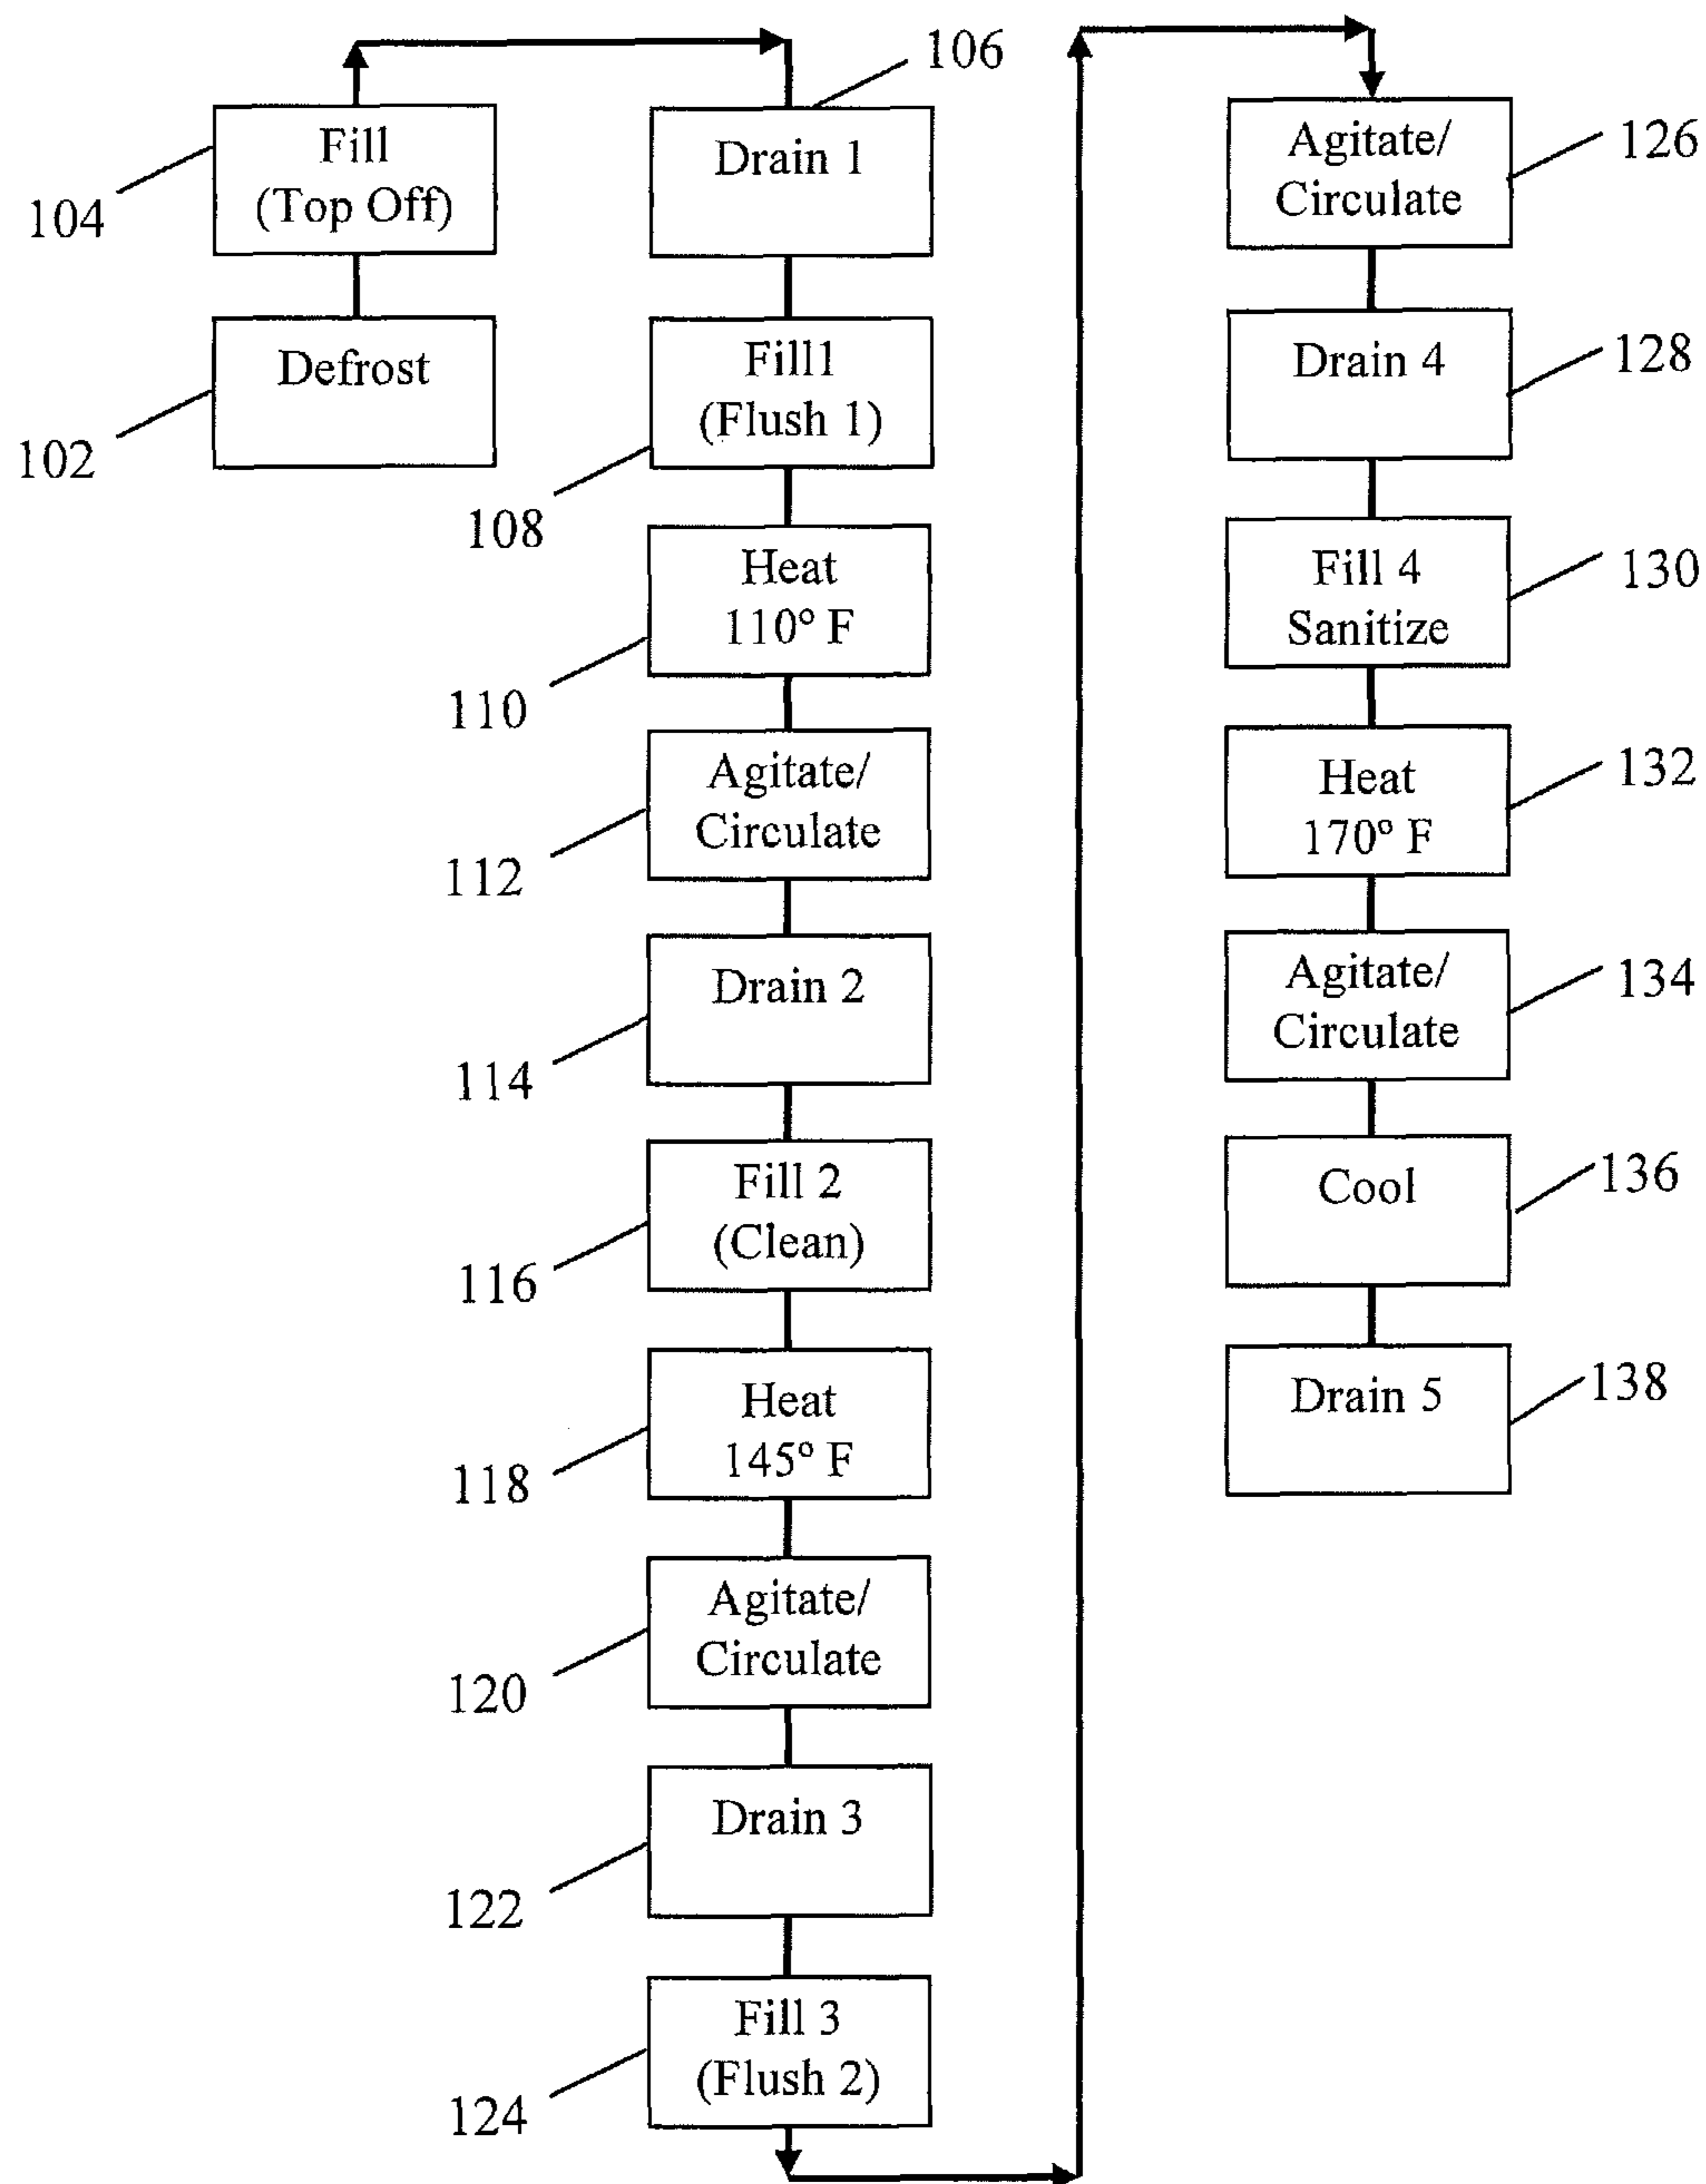 104
Fill
(Top Off)
102
Defrost
106
Drain 1
108
Fill1
(Flush 1)
110
Heat
110º F
112
Agitate/
Circulate
114
Drain 2
116
Fill 2
(Clean)
118
Heat
145º F
120
Agitate/
Circulate
122
Drain 3
124
Fill 3
(Flush 2)
Agitate/
Circulate
126
Drain 4
128
Fill 4
Sanitize
130
Heat
170º F
132
Agitate/
Circulate
134
Cool
136
Drain 5
138